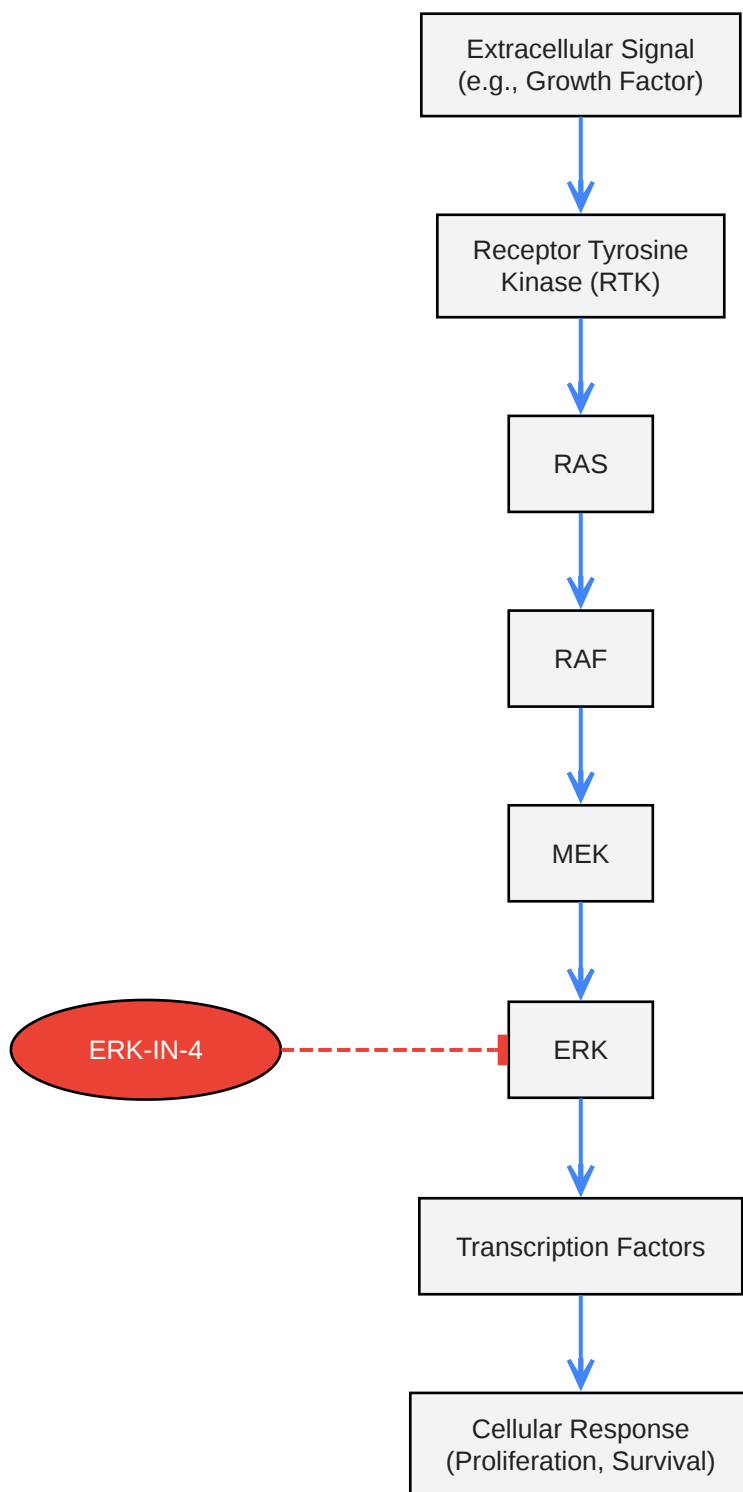 Extracellular Signal
(e.g., Growth Factor)
Receptor Tyrosine
Kinase (RTK)
RAS
RAF
MEK
ERK-IN-4
ERK
Transcription Factors
Cellular Response
(Proliferation, Survival)